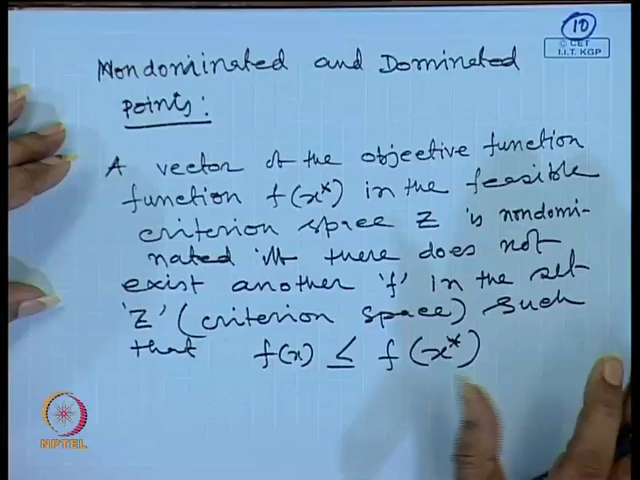 10
© CET
I.I.T. KGP
Nondominated and Dominated
points:
A vector of the objective function
function f(x*) in the feasible
criterion space Z is nondomi-
nated iff there does not
exist another 'f' in the set
'Z' (criterion space) such
that f(x) ≤ f(x*)
NPTEL